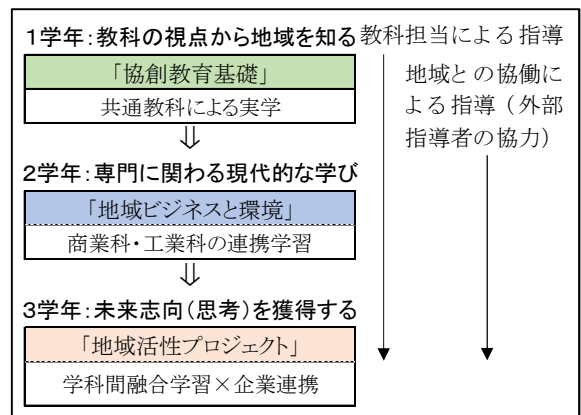 1学年：教科の視点から地域を知る
教科担当による指導
「協創教育基礎」
共通教科による実学
⇓
地域との協働
による指導（外部
指導者の協力）
2学年：専門に関わる現代的な学び
「地域ビジネスと環境」
商業科・工業科の連携学習
⇓
3学年：未来志向（思考）を獲得する
「地域活性プロジェクト」
学科間融合学習×企業連携